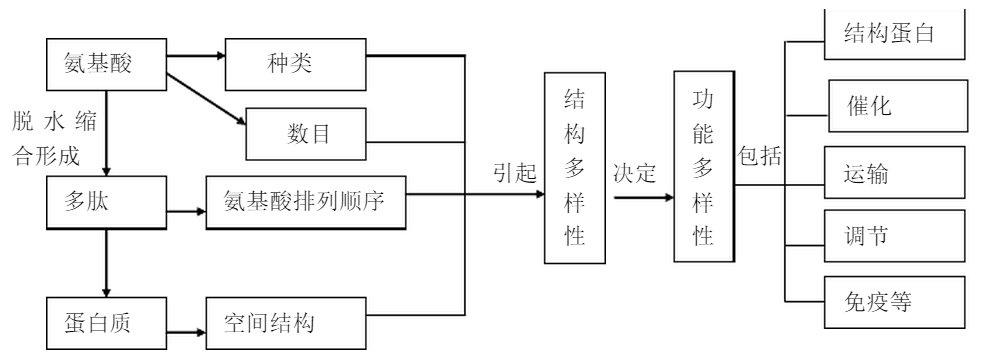 氨基酸
种类
数目
脱水缩
合形成
多肽
氨基酸排列顺序
蛋白质
空间结构
引起
结构多样性
决定
功能多样性
包括
结构蛋白
催化
运输
调节
免疫等